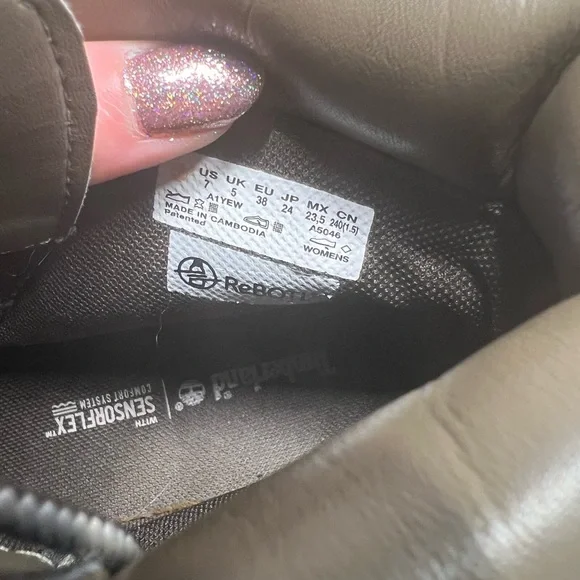 US UK EU JP MX CN
7 5 38 24 23,5 240(1.5)
A1YEW A5046
MADE IN CAMBODIA
Patented
WOMENS
ReBOTL
Timberland
WITH
SENSORFLEX™
COMFORT SYSTEM